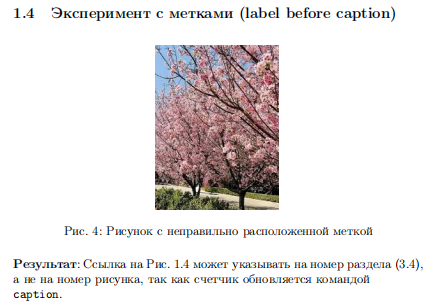 1.4 Эксперимент с метками (label before caption)
Рис. 4: Рисунок с неправильно расположенной меткой
Результат: Ссылка на Рис. 1.4 может указывать на номер раздела (3.4),
а не на номер рисунка, так как счетчик обновляется командой
caption.